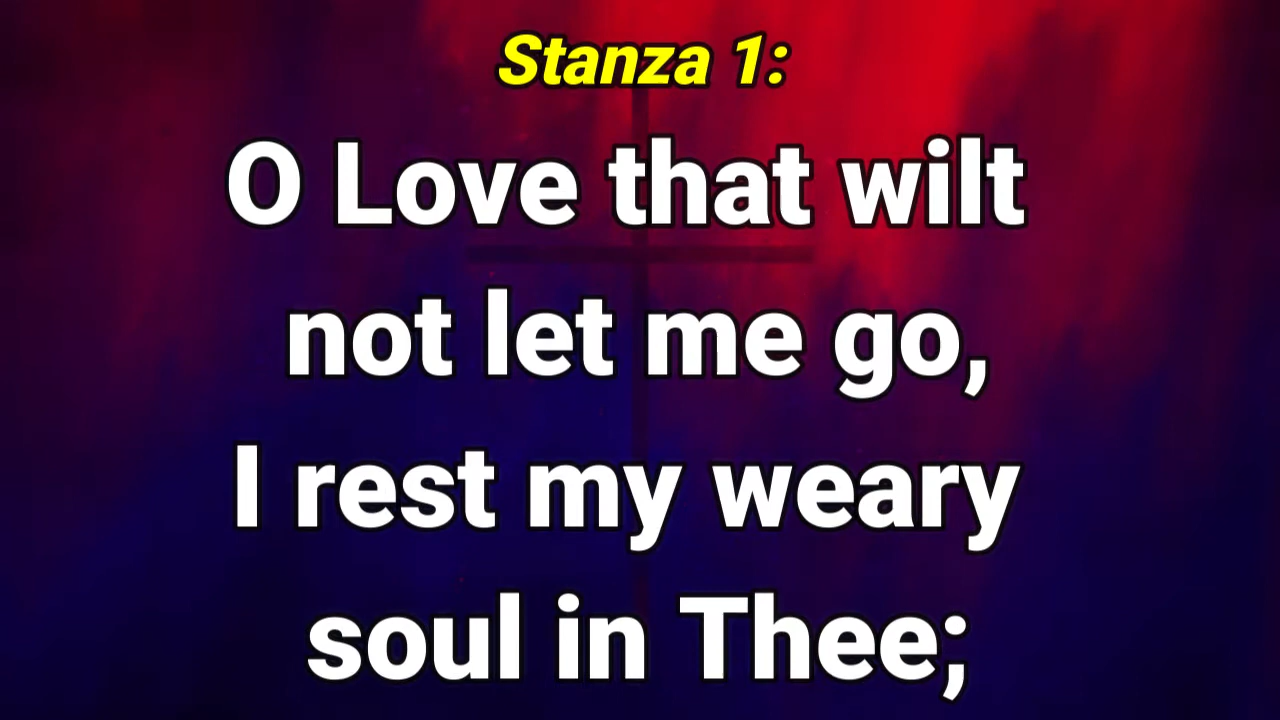 Stanza 1:
O Love that wilt
not let me go,
I rest my weary
soul in Thee;